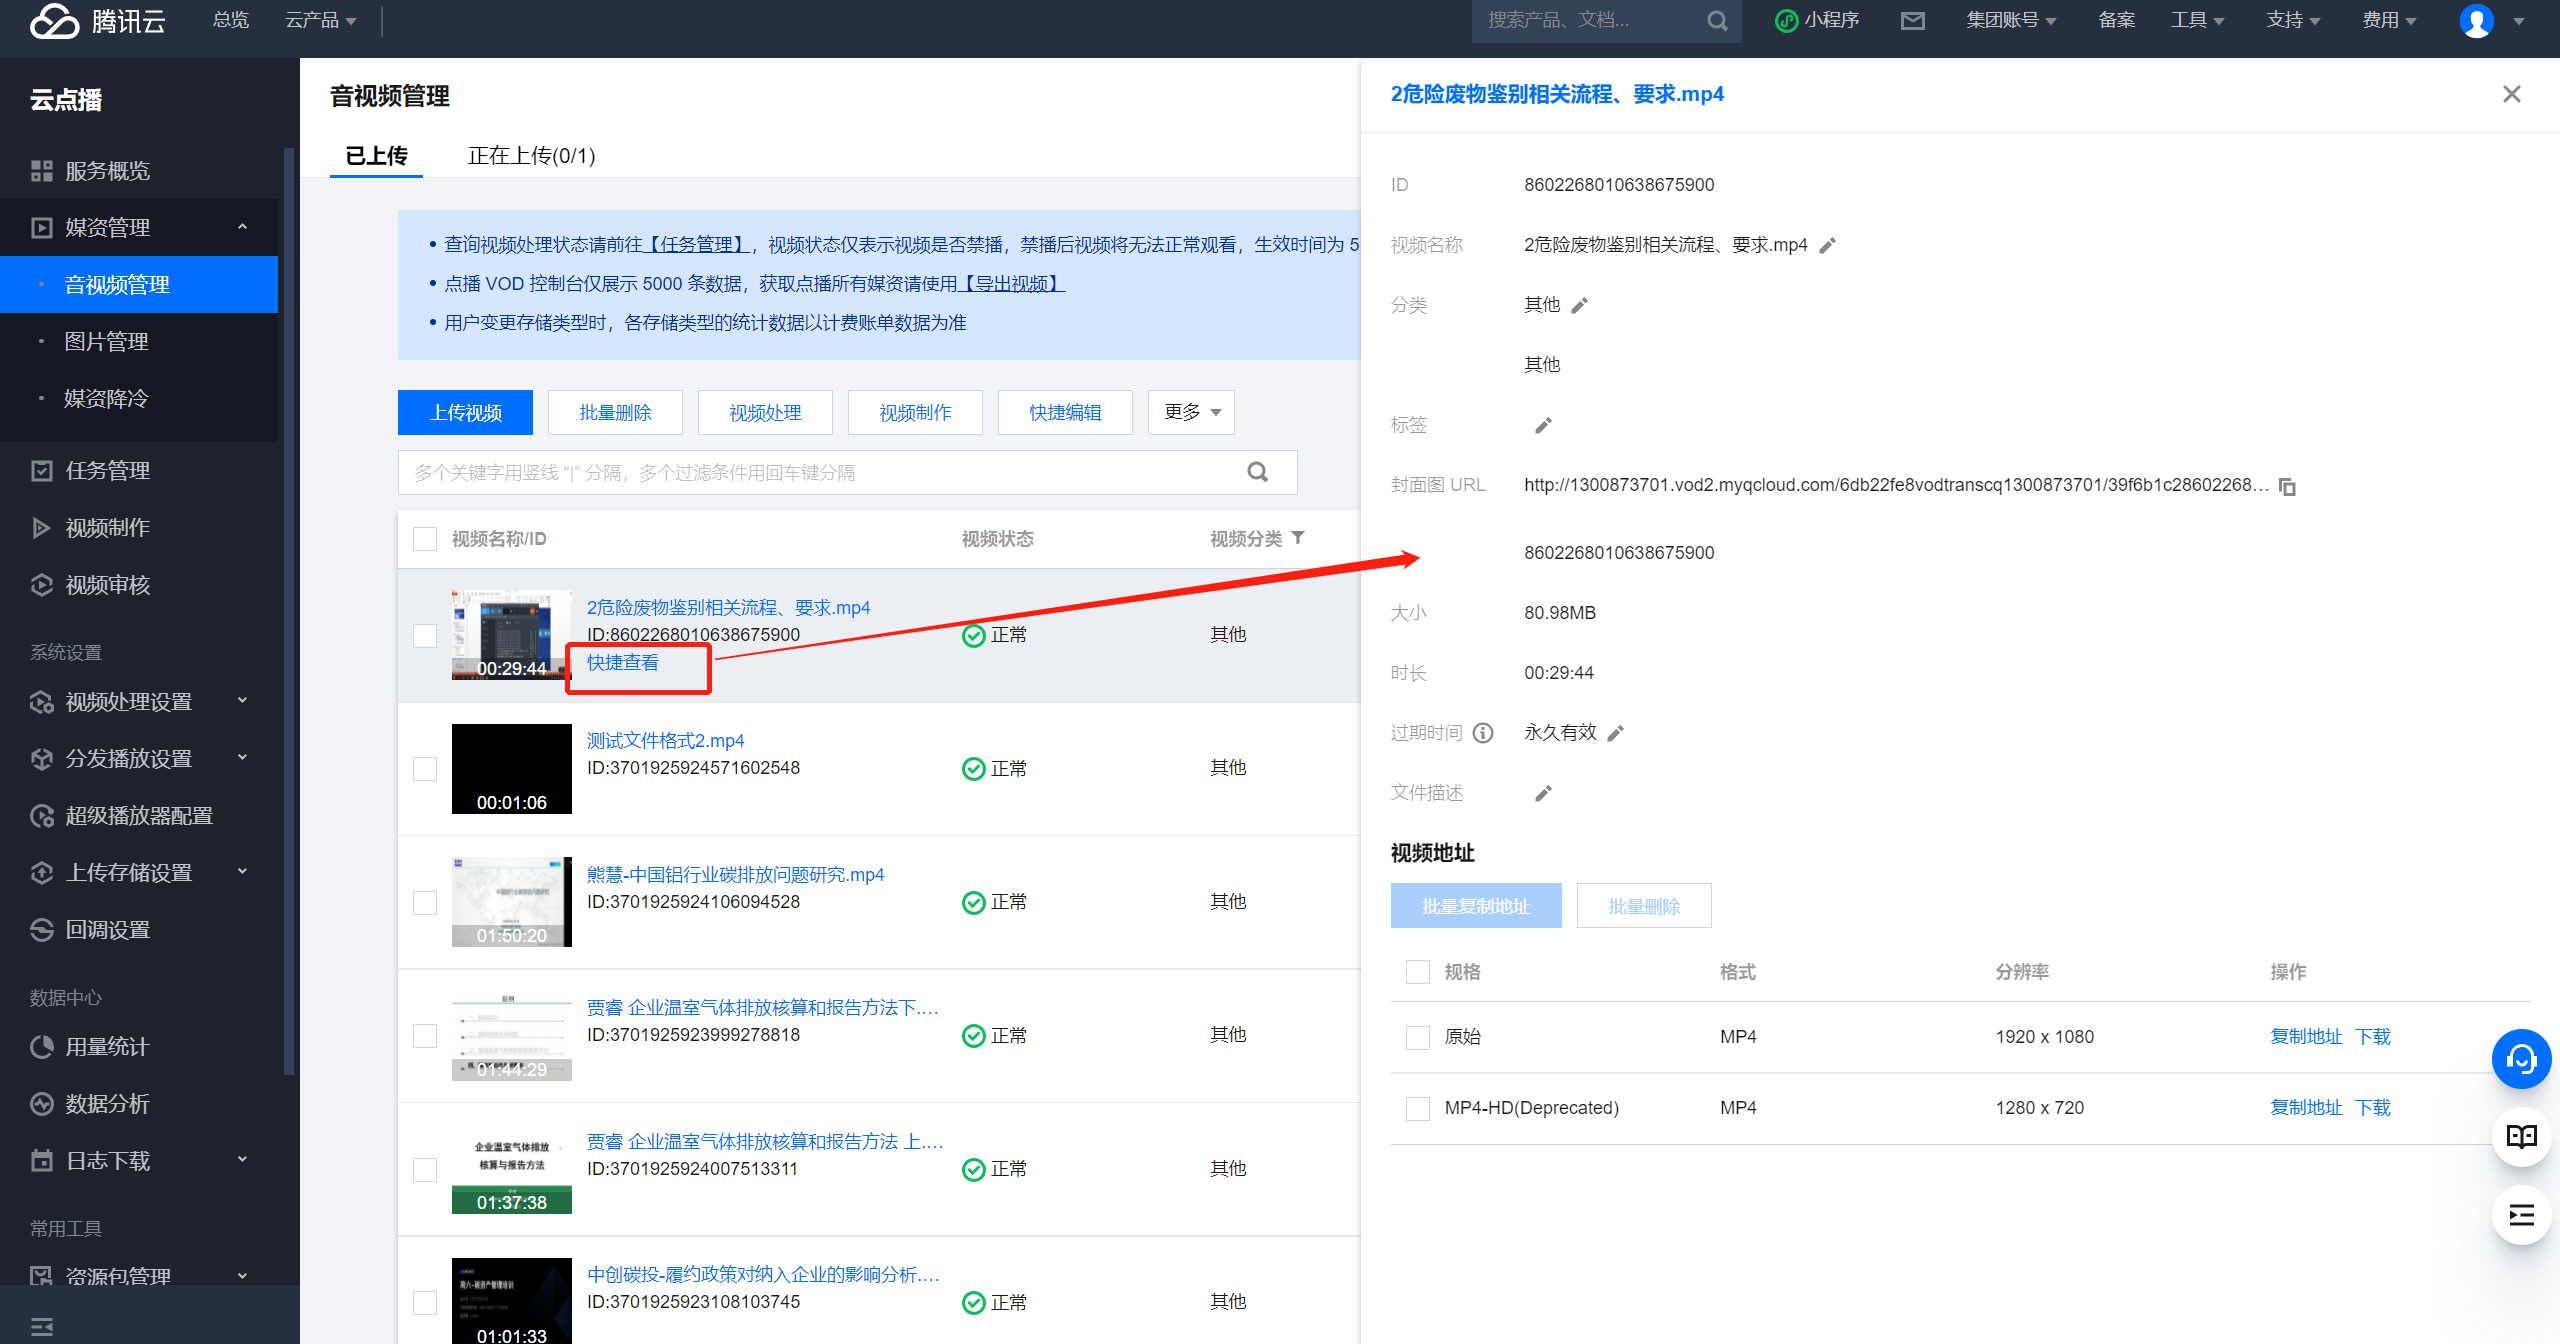 腾讯云
总览
云产品
搜索产品、文档...
小程序
集团账号
备案
工具
支持
费用
云点播
服务概览
媒资管理
音视频管理
图片管理
媒资降冷
任务管理
视频制作
视频审核
系统设置
视频处理设置
分发播放设置
超级播放器配置
上传存储设置
回调设置
数据中心
用量统计
数据分析
日志下载
常用工具
资源包管理
音视频管理
已上传
正在上传(0/1)
• 查询视频处理状态请前往【任务管理】，视频状态仅表示视频是否禁播，禁播后视频将无法正常观看，生效时间为 5
• 点播 VOD 控制台仅展示 5000 条数据，获取点播所有媒资请使用【导出视频】
• 用户变更存储类型时，各存储类型的统计数据以计费账单数据为准
上传视频
批量删除
视频处理
视频制作
快捷编辑
更多
多个关键字用竖线 “|” 分隔，多个过滤条件用回车键分隔
视频名称/ID
视频状态
视频分类
00:29:44
2危险废物鉴别相关流程、要求.mp4
ID:8602268010638675900
快捷查看
正常
其他
00:01:06
测试文件格式2.mp4
ID:3701925924571602548
正常
其他
01:50:20
熊慧-中国铝行业碳排放问题研究.mp4
ID:3701925924106094528
正常
其他
01:44:29
贾睿 企业温室气体排放核算和报告方法下....
ID:3701925923999278818
正常
其他
企业温室气体排放
核算与报告方法
01:37:38
贾睿 企业温室气体排放核算和报告方法 上....
ID:3701925924007513311
正常
其他
01:01:33
中创碳投-履约政策对纳入企业的影响分析....
ID:3701925923108103745
正常
其他
2危险废物鉴别相关流程、要求.mp4
ID
8602268010638675900
视频名称
2危险废物鉴别相关流程、要求.mp4
分类
其他
其他
标签
封面图 URL
http://1300873701.vod2.myqcloud.com/6db22fe8vodtranscq1300873701/39f6b1c28602268...
8602268010638675900
大小
80.98MB
时长
00:29:44
过期时间
永久有效
文件描述
视频地址
批量复制地址
批量删除
规格
格式
分辨率
操作
原始
MP4
1920 x 1080
复制地址
下载
MP4-HD(Deprecated)
MP4
1280 x 720
复制地址
下载